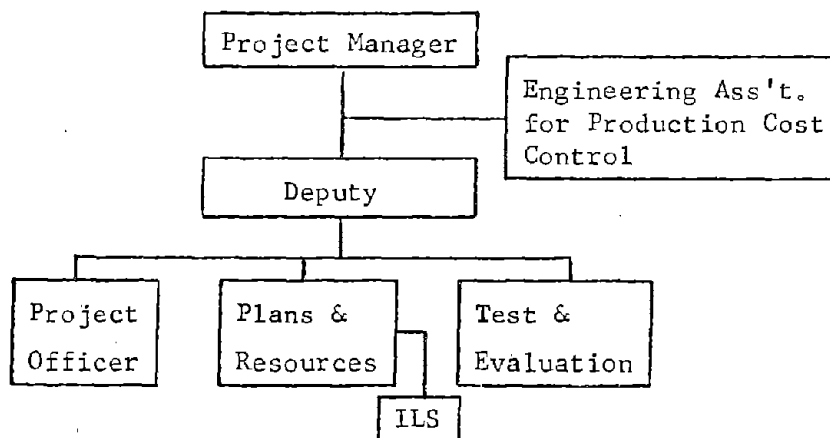 Project Manager
Engineering Ass't.
for Production Cost
Control
Deputy
Project
Officer
Plans &
Resources
Test &
Evaluation
ILS